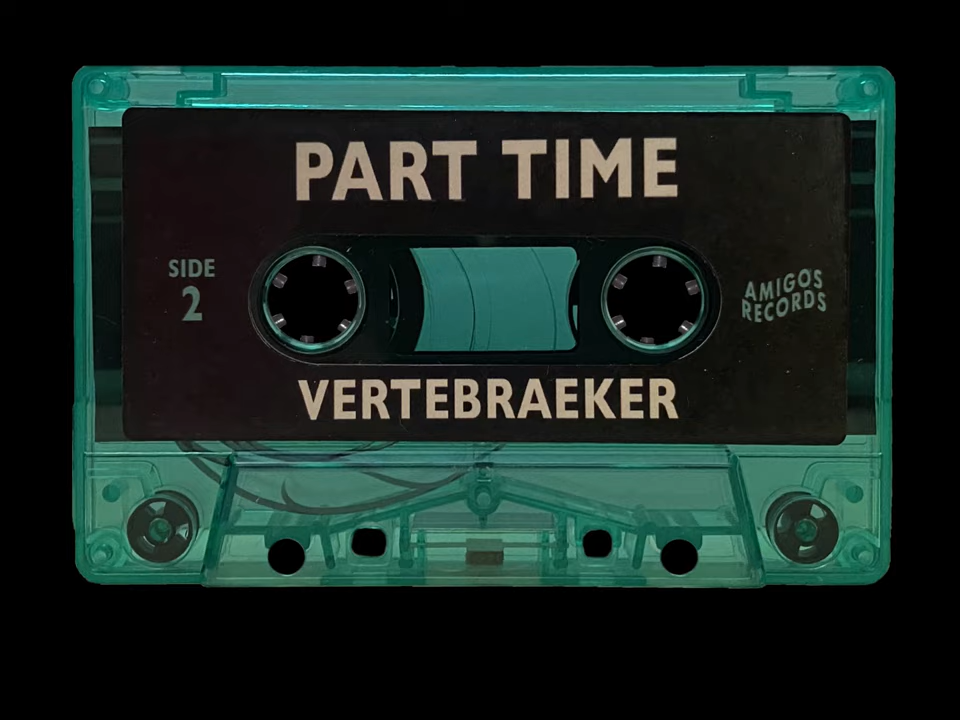 PART TIME
SIDE
2
AMIGOS
RECORDS
VERTEBRAEKER